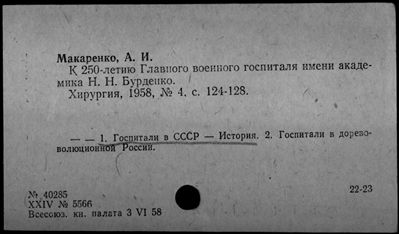 Макаренко, А. И.
К 250-летию Главного военного госпиталя имени акаде-
мика Н. Н. Бурденко.
Хирургия, 1958, № 4, с. 124-128.
— — 1. Госпитали в СССР — История. 2. Госпитали в дорево-
волюционной России.
№ 40285
22-23
XXIV № 5566
Всесоюз. кн. палата 3 VI 58